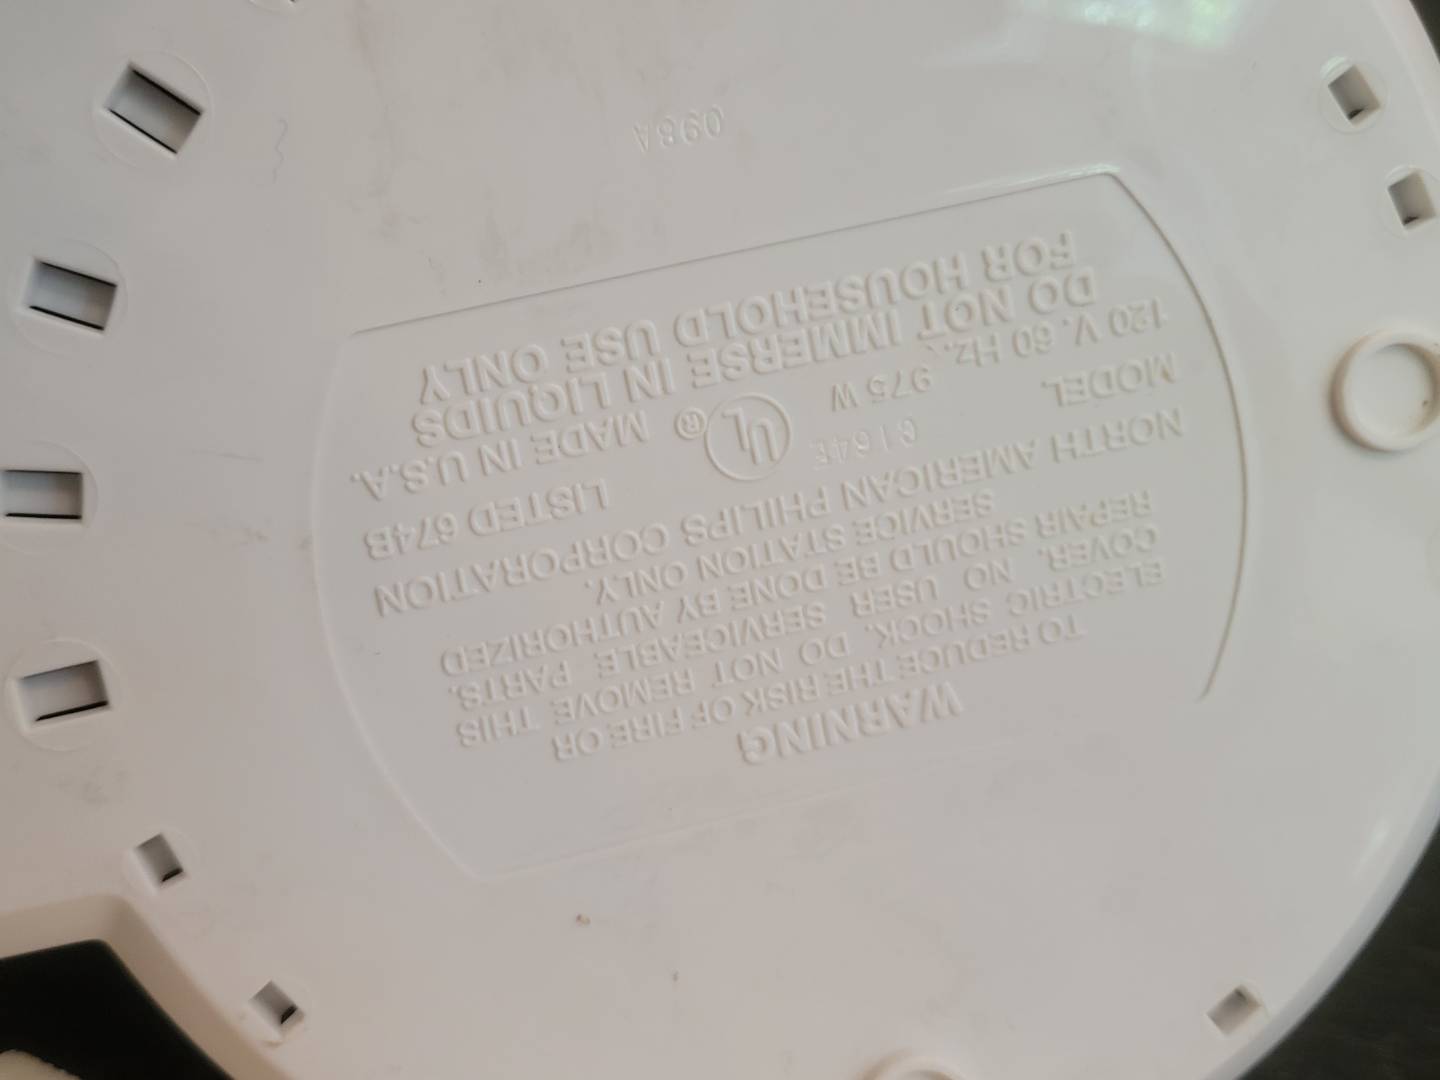 WARNING
TO REDUCE THE RISK OF FIRE OR
ELECTRIC SHOCK. DO NOT REMOVE THIS
COVER. NO USER SERVICEABLE PARTS.
REPAIR SHOULD BE DONE BY AUTHORIZED
SERVICE STATION ONLY.
NORTH AMERICAN PHILIPS CORPORATION
MODEL. UL ® LISTED 674B
120 V. 60 Hz. 975 W MADE IN U.S.A.
DO NOT IMMERSE IN LIQUIDS
FOR HOUSEHOLD USE ONLY
098A